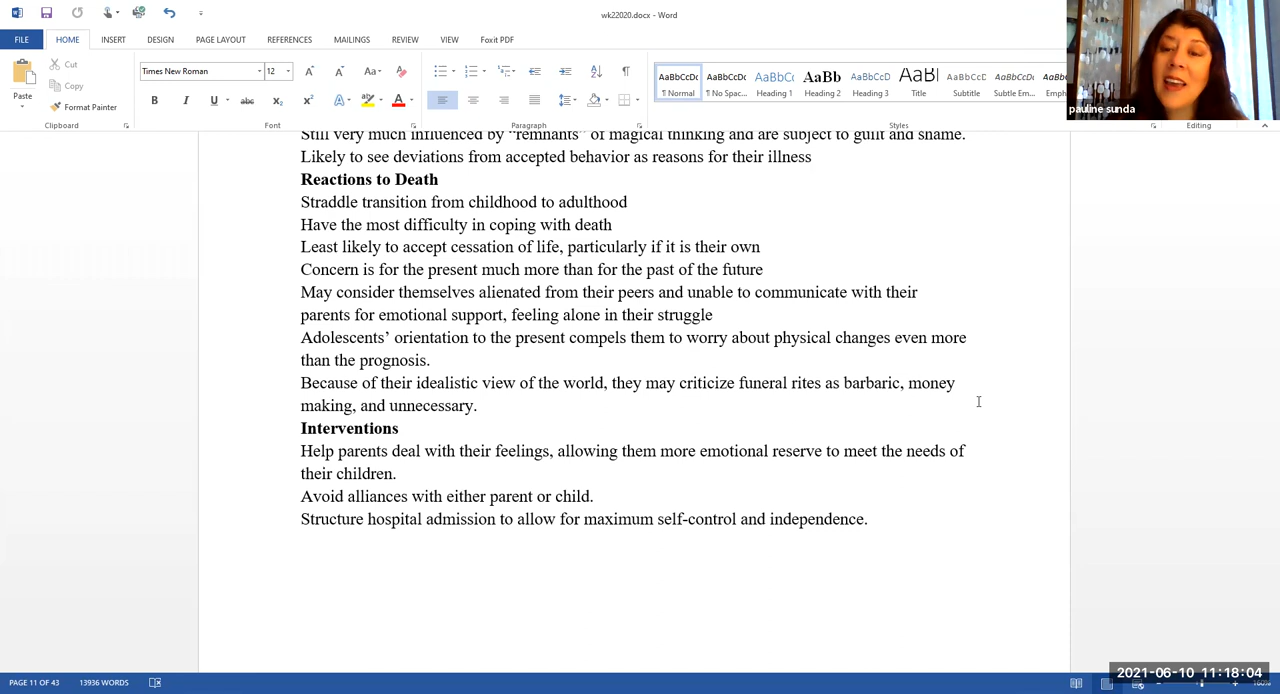 wk22020.docx - Word
FILE HOME INSERT DESIGN PAGE LAYOUT REFERENCES MAILINGS REVIEW VIEW Foxit PDF
Paste
Cut
Copy
Format Painter
Times New Roman 12
Aa
B I U abc X₂ X² A A
AaBbCcDc AaBbCcDc AaBbCc AaBbCcD AaBbCcD AaBbCcDc AaBbCcDc
¶ Normal ¶ No Spac... Heading 1 Heading 2 Heading 3 Title Subtitle Subtle Em... Emph
Clipboard Font Paragraph Styles Editing
pauline sunda
Still very much influenced by “remnants” of magical thinking and are subject to guilt and shame.
Likely to see deviations from accepted behavior as reasons for their illness
Reactions to Death
Straddle transition from childhood to adulthood
Have the most difficulty in coping with death
Least likely to accept cessation of life, particularly if it is their own
Concern is for the present much more than for the past of the future
May consider themselves alienated from their peers and unable to communicate with their
parents for emotional support, feeling alone in their struggle
Adolescents’ orientation to the present compels them to worry about physical changes even more
than the prognosis.
Because of their idealistic view of the world, they may criticize funeral rites as barbaric, money
making, and unnecessary.
Interventions
Help parents deal with their feelings, allowing them more emotional reserve to meet the needs of
their children.
Avoid alliances with either parent or child.
Structure hospital admission to allow for maximum self-control and independence.
PAGE 11 OF 43 13936 WORDS
2021-06-10 11:18:04